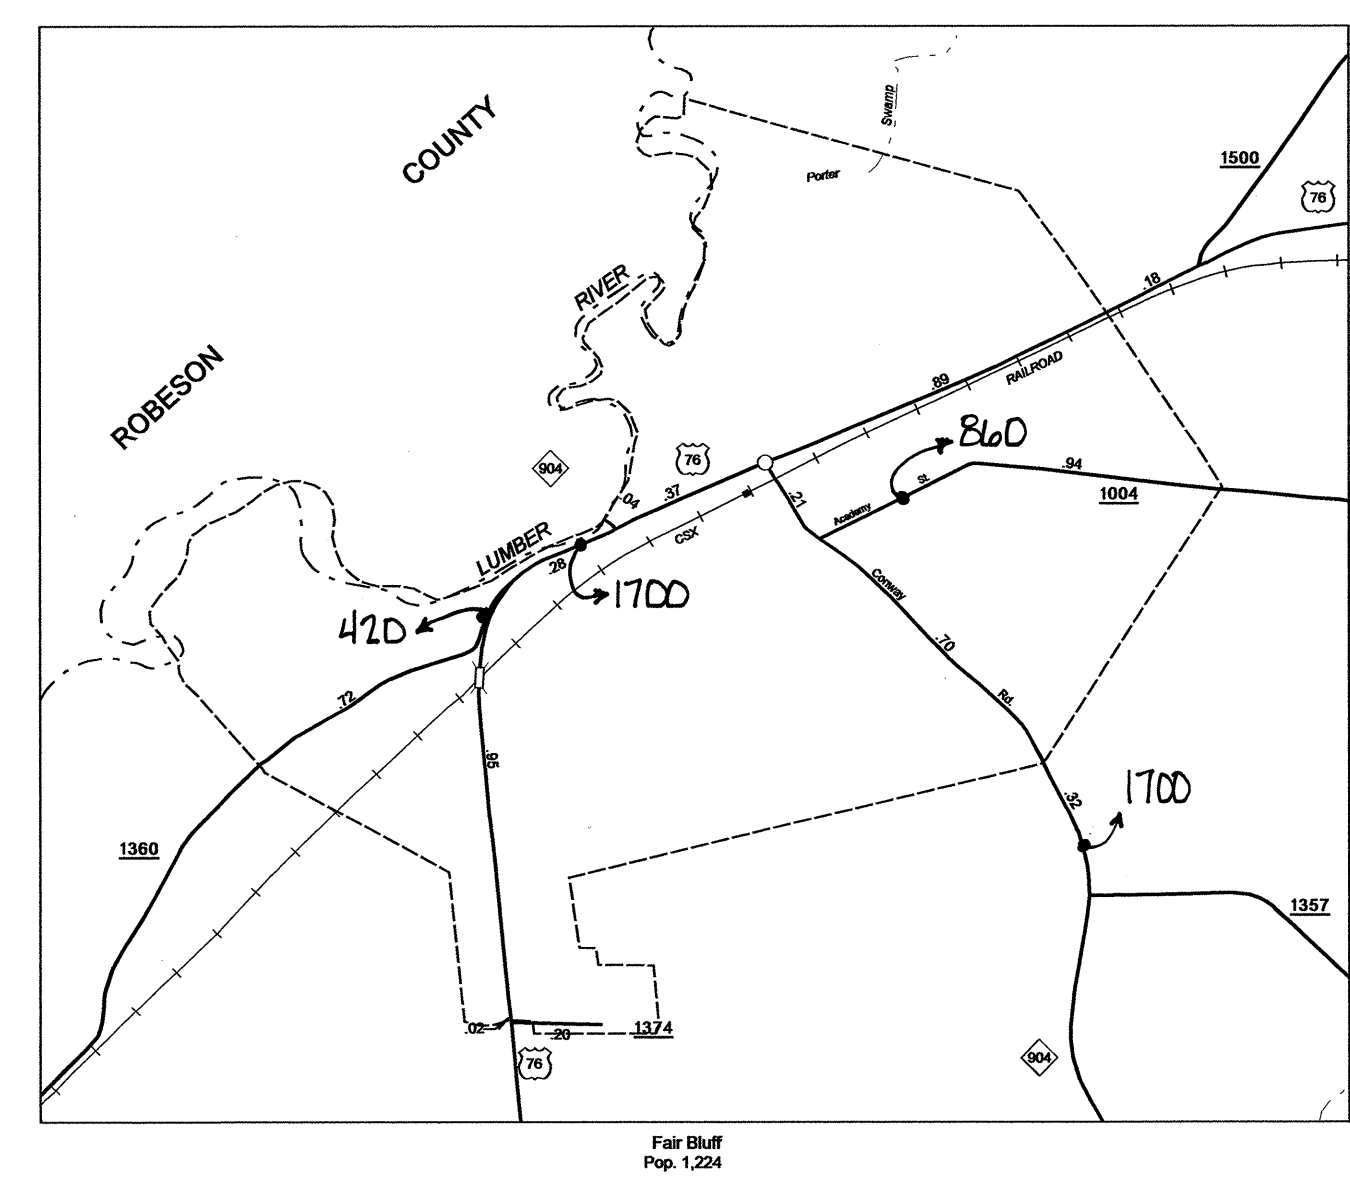 COUNTY
Swamp
1500
Porter
76
RIVER
.18
ROBESON
.89
RAILROAD
860
904
76
.94
1004
.04
.37
.21
Academy St
CSX
LUMBER
.28
1700
Conway Rd.
420
.70
.72
.95
1700
.32
1360
1357
.02
.20
1374
76
904
Fair Bluff
Pop. 1,224